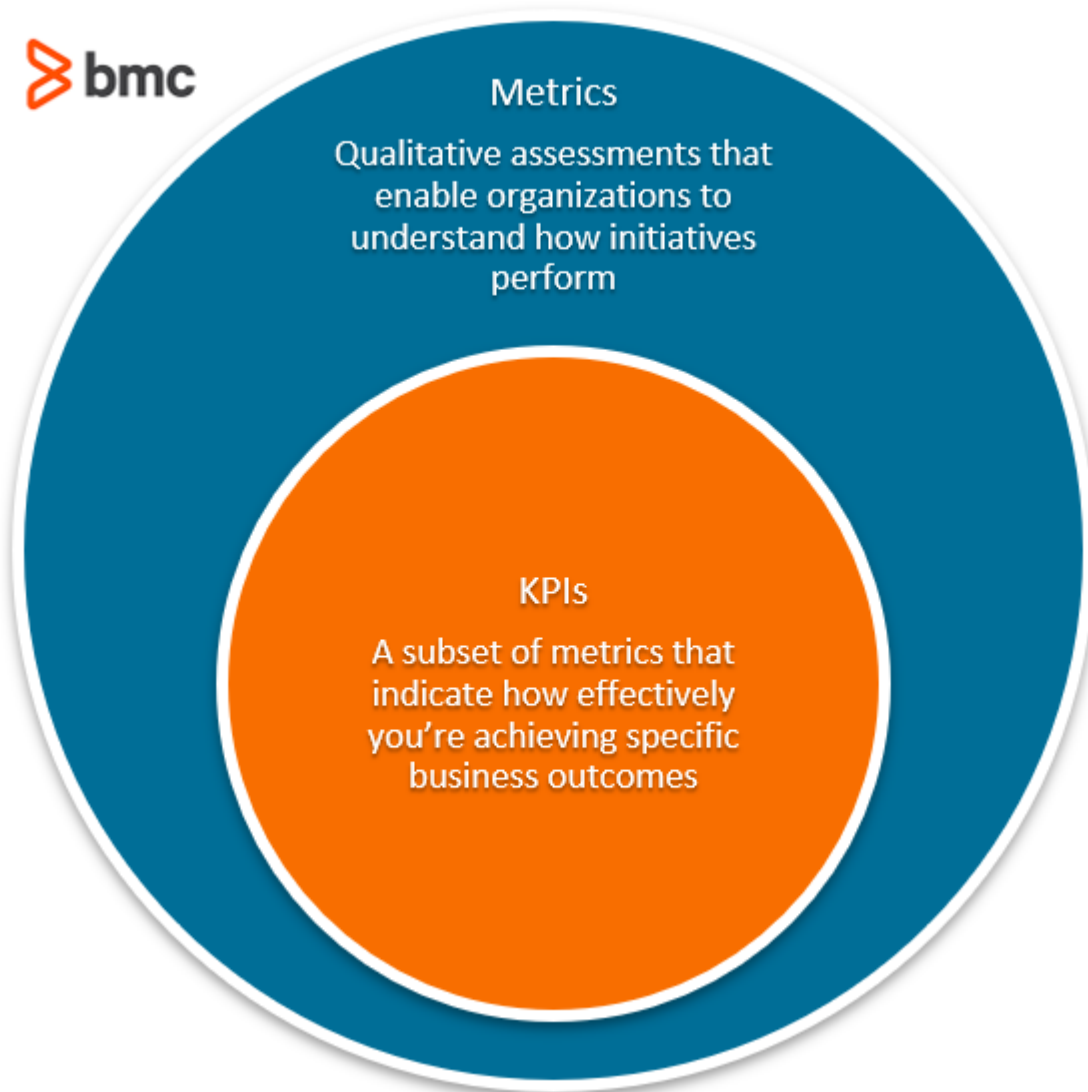 bmc
Metrics
Qualitative assessments that
enable organizations to
understand how initiatives
perform
KPIs
A subset of metrics that
indicate how effectively
you’re achieving specific
business outcomes